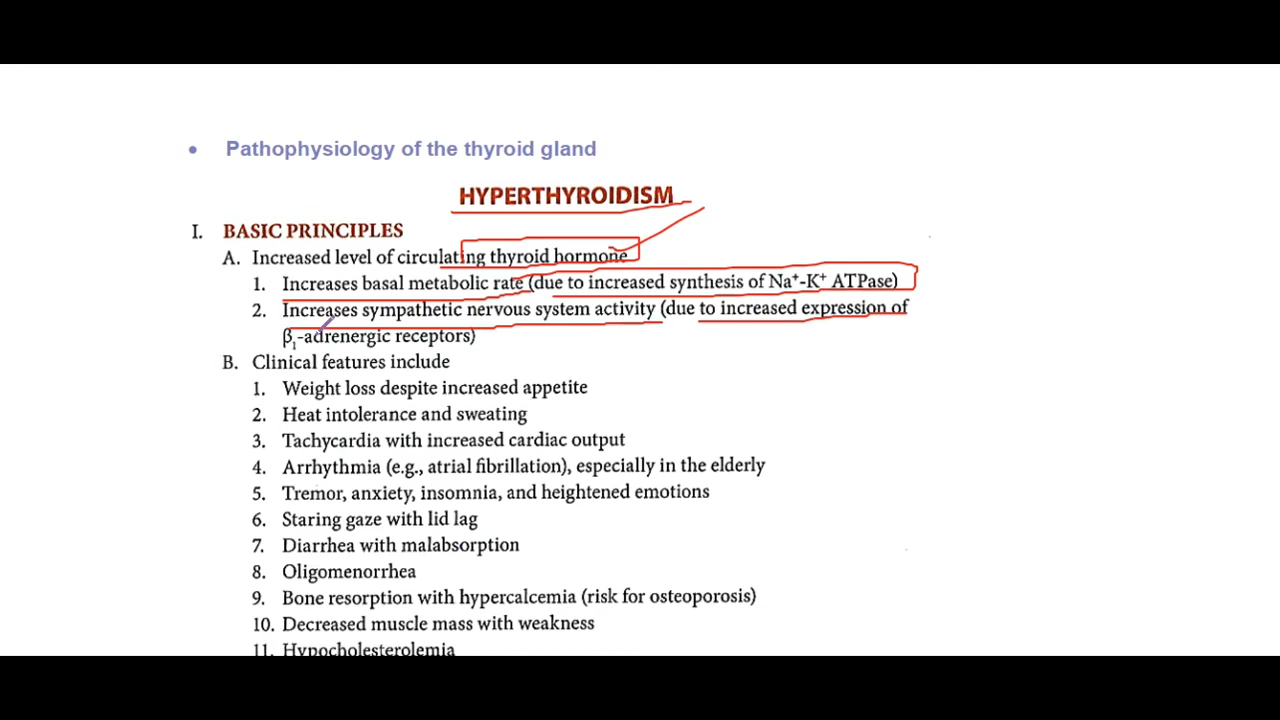 • Pathophysiology of the thyroid gland
HYPERTHYROIDISM
I. BASIC PRINCIPLES
A. Increased level of circulating thyroid hormone
1. Increases basal metabolic rate (due to increased synthesis of Na⁺-K⁺ ATPase)
2. Increases sympathetic nervous system activity (due to increased expression of
β₁-adrenergic receptors)
B. Clinical features include
1. Weight loss despite increased appetite
2. Heat intolerance and sweating
3. Tachycardia with increased cardiac output
4. Arrhythmia (e.g., atrial fibrillation), especially in the elderly
5. Tremor, anxiety, insomnia, and heightened emotions
6. Staring gaze with lid lag
7. Diarrhea with malabsorption
8. Oligomenorrhea
9. Bone resorption with hypercalcemia (risk for osteoporosis)
10. Decreased muscle mass with weakness
11. Hypocholesterolemia